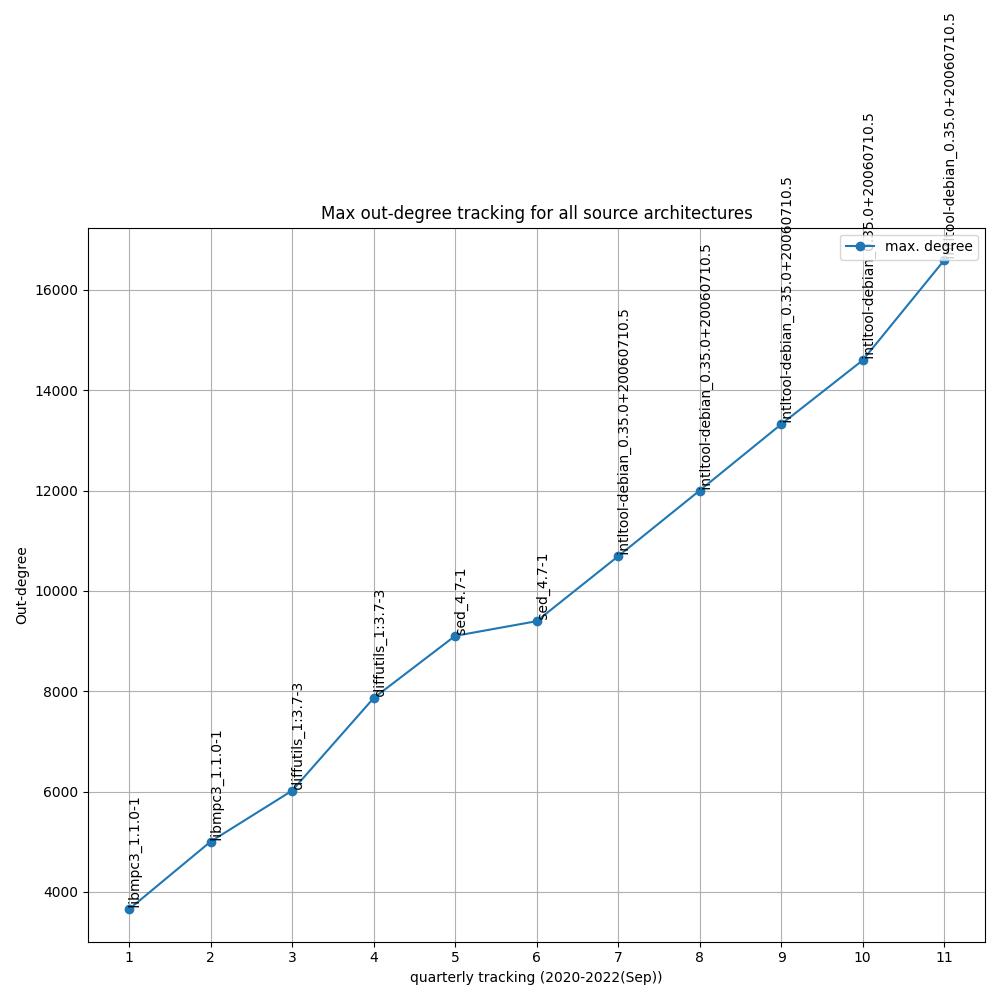 Max out-degree tracking for all source architectures
max. degree
Out-degree
16000
14000
12000
10000
8000
6000
4000
libmpc3_1.1.0-1
libmpc3_1.1.0-1
diffutils_1:3.7-3
diffutils_1:3.7-3
sed_4.7-1
sed_4.7-1
intltool-debian_0.35.0+20060710.5
intltool-debian_0.35.0+20060710.5
intltool-debian_0.35.0+20060710.5
intltool-debian_0.35.0+20060710.5
intltool-debian_0.35.0+20060710.5
1 2 3 4 5 6 7 8 9 10 11
quarterly tracking (2020-2022(Sep))